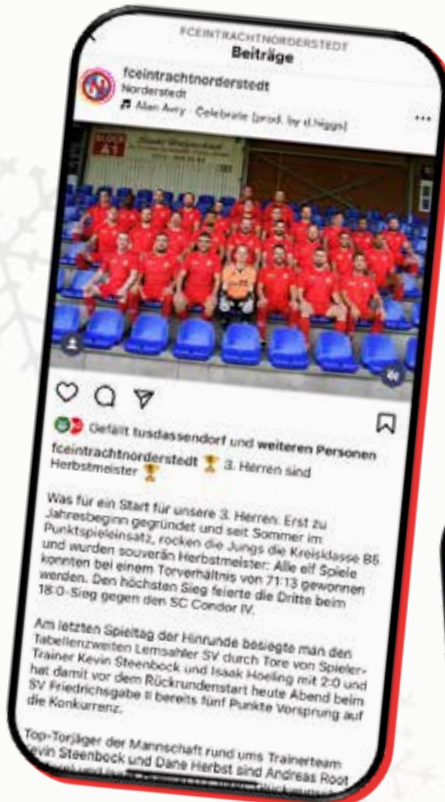 FCEINTRACHTNORDERSTEDT
Beiträge
fceintrachtnorderstedt
Norderstedt
Alan Avry · Celebrate (prod. by d.higgs)
A1
Gefällt tusdassendorf und weiteren Personen
fceintrachtnorderstedt 🏆 3. Herren sind
Herbstmeister 🏆
Was für ein Start für unsere 3. Herren. Erst zu
Jahresbeginn gegründet und seit Sommer im
Punktspieleinsatz, rocken die Jungs die Kreisklasse B6
und wurden souverän Herbstmeister: Alle elf Spiele
konnten bei einem Torverhältnis von 71:13 gewonnen
werden. Den höchsten Sieg feierte die Dritte beim
18:0-Sieg gegen den SC Condor IV.
Am letzten Spieltag der Hinrunde besiegte man den
Tabellenzweiten Lemsahler SV durch Tore von Spieler-
Trainer Kevin Steenbock und Isaak Hoeling mit 2:0 und
hat damit vor dem Rückrundenstart heute Abend beim
SV Friedrichsgabe II bereits fünf Punkte Vorsprung auf
die Konkurrenz.
Top-Torjäger der Mannschaft rund ums Trainerteam
Kevin Steenbock und Dane Herbst sind Andreas Root